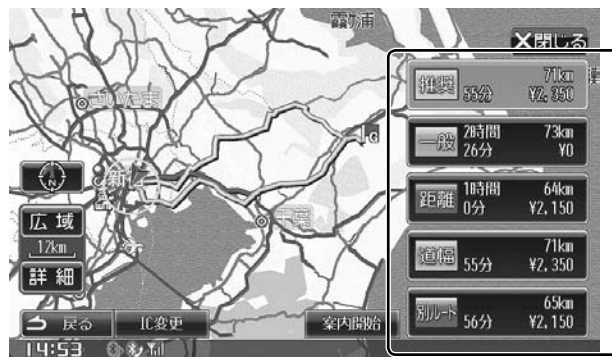 霞ケ浦
閉じる
さいたま
新宿
千葉
G
N
広域
12km
詳細
戻る
IC変更
案内開始
14:53
推奨 71km
55分 ¥2,350
一般 2時間 73km
26分 ¥0
距離 1時間 64km
0分 ¥2,150
道幅 71km
55分 ¥2,350
別ルート 65km
56分 ¥2,150